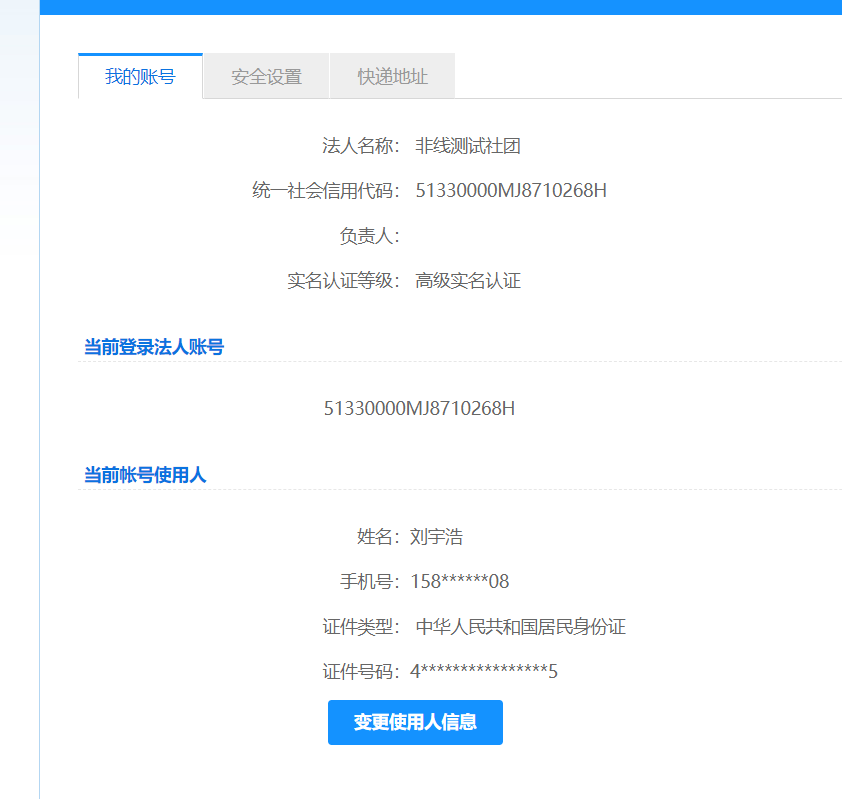 我的账号 安全设置 快递地址
法人名称： 非线测试社团
统一社会信用代码： 51330000MJ8710268H
负责人：
实名认证等级： 高级实名认证
当前登录法人账号
51330000MJ8710268H
当前帐号使用人
姓名：刘宇浩
手机号：158******08
证件类型： 中华人民共和国居民身份证
证件号码：4****************5
变更使用人信息